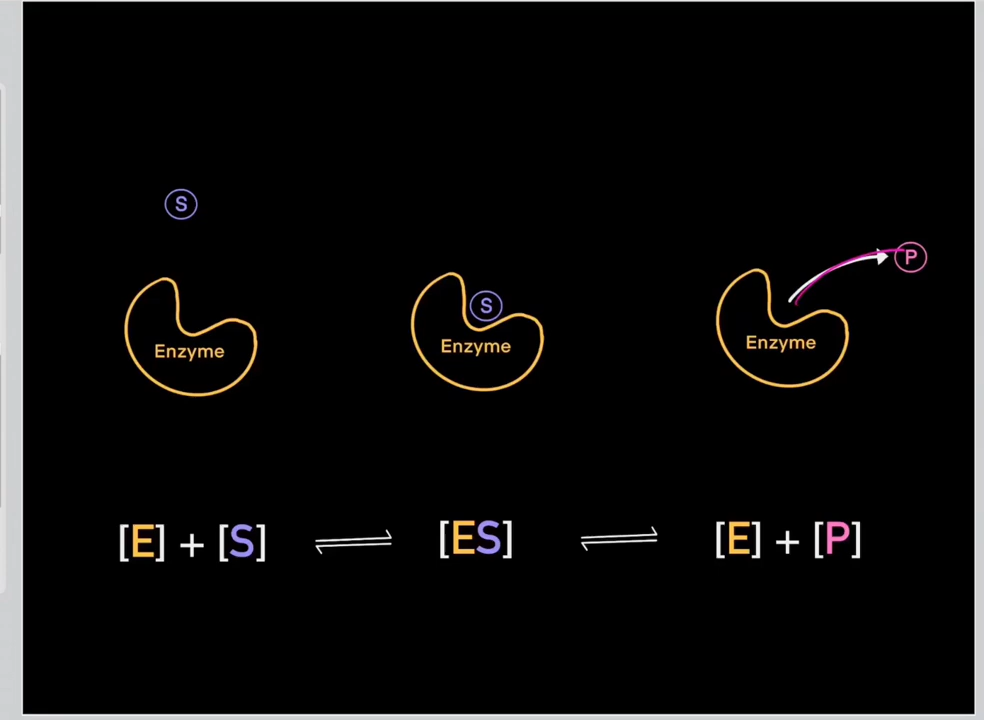 S
S
P
Enzyme
Enzyme
Enzyme
[E] + [S] ⇌ [ES] ⇌ [E] + [P]